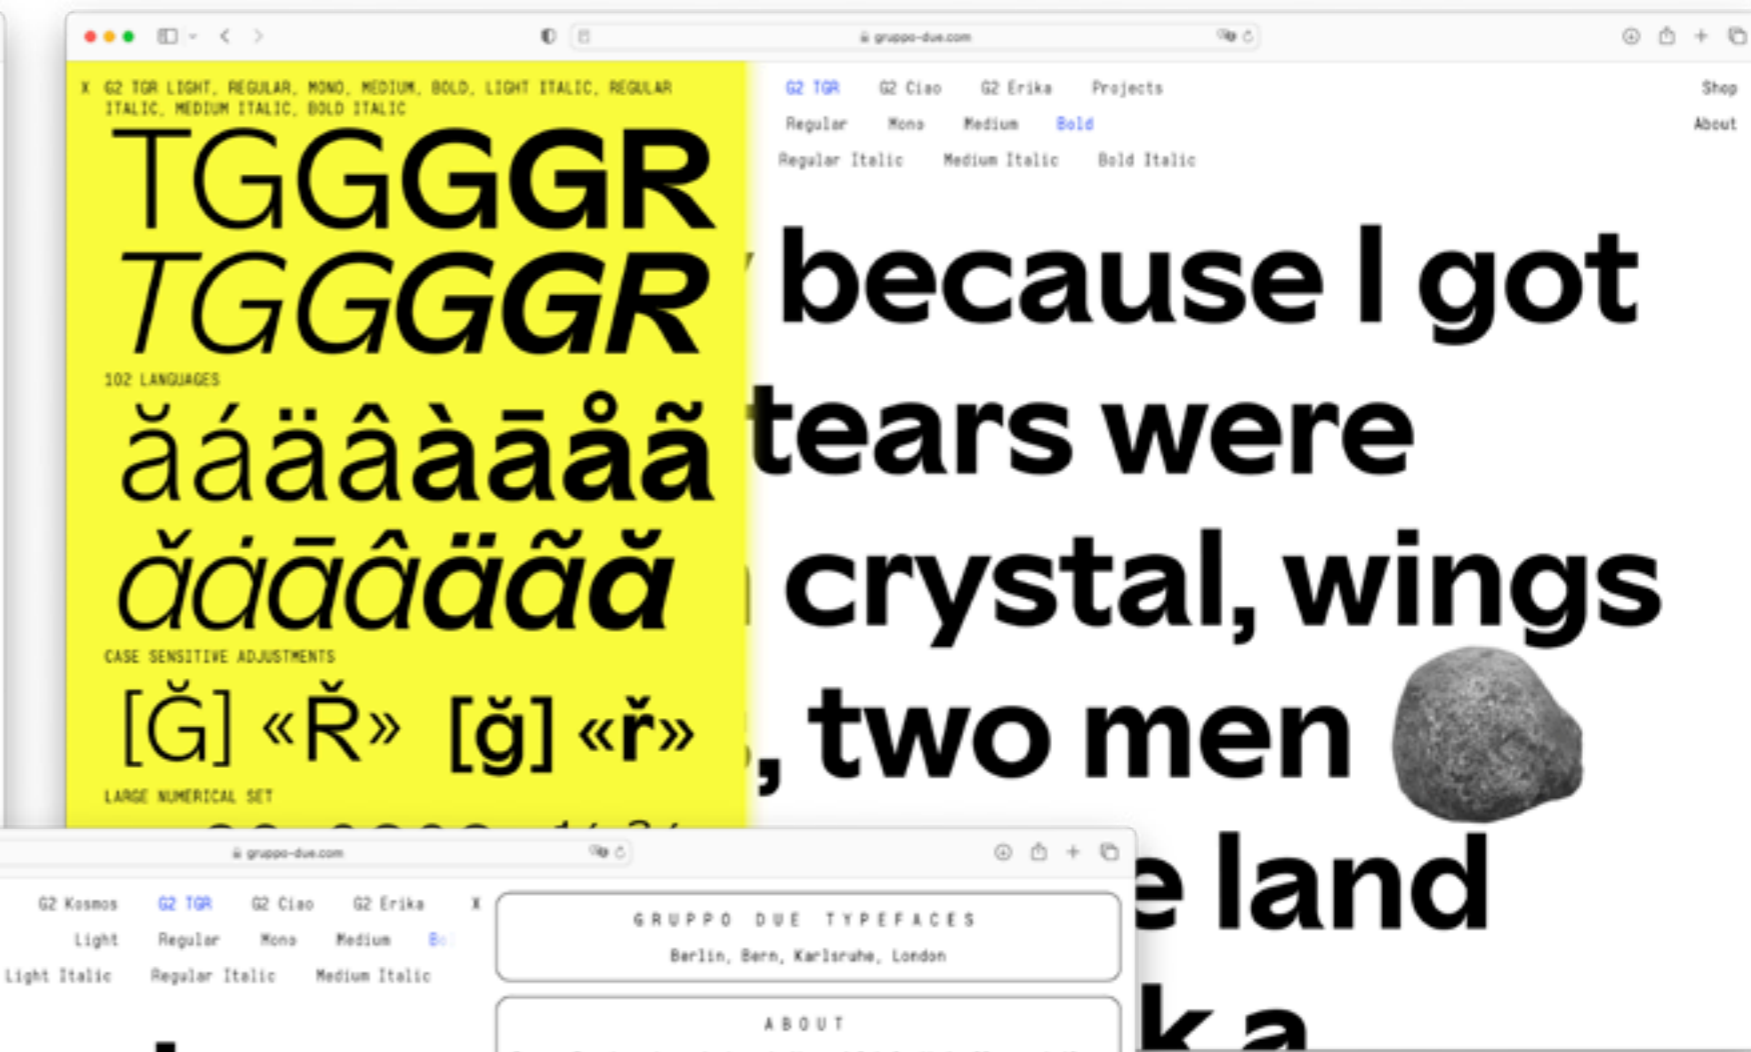 gruppo-due.com
X G2 TGR LIGHT, REGULAR, MONO, MEDIUM, BOLD, LIGHT ITALIC, REGULAR
ITALIC, MEDIUM ITALIC, BOLD ITALIC
TGGGGR
TGGGGR
102 LANGUAGES
ăáäâàāåã
ǎȧāâäãă
CASE SENSITIVE ADJUSTMENTS
[Ğ] «Ř» [ğ] «ř»
LARGE NUMERICAL SET
G2 TGR G2 Ciao G2 Erika Projects
Regular Mono Medium Bold
Regular Italic Medium Italic Bold Italic
Shop
About
because I got
tears were
crystal, wings
, two men
e land
k a
gruppo-due.com
G2 Kosmos G2 TGR G2 Ciao G2 Erika X
Light Regular Mono Medium
Light Italic Regular Italic Medium Italic
GRUPPO DUE TYPEFACES
Berlin, Bern, Karlsruhe, London
ABOUT